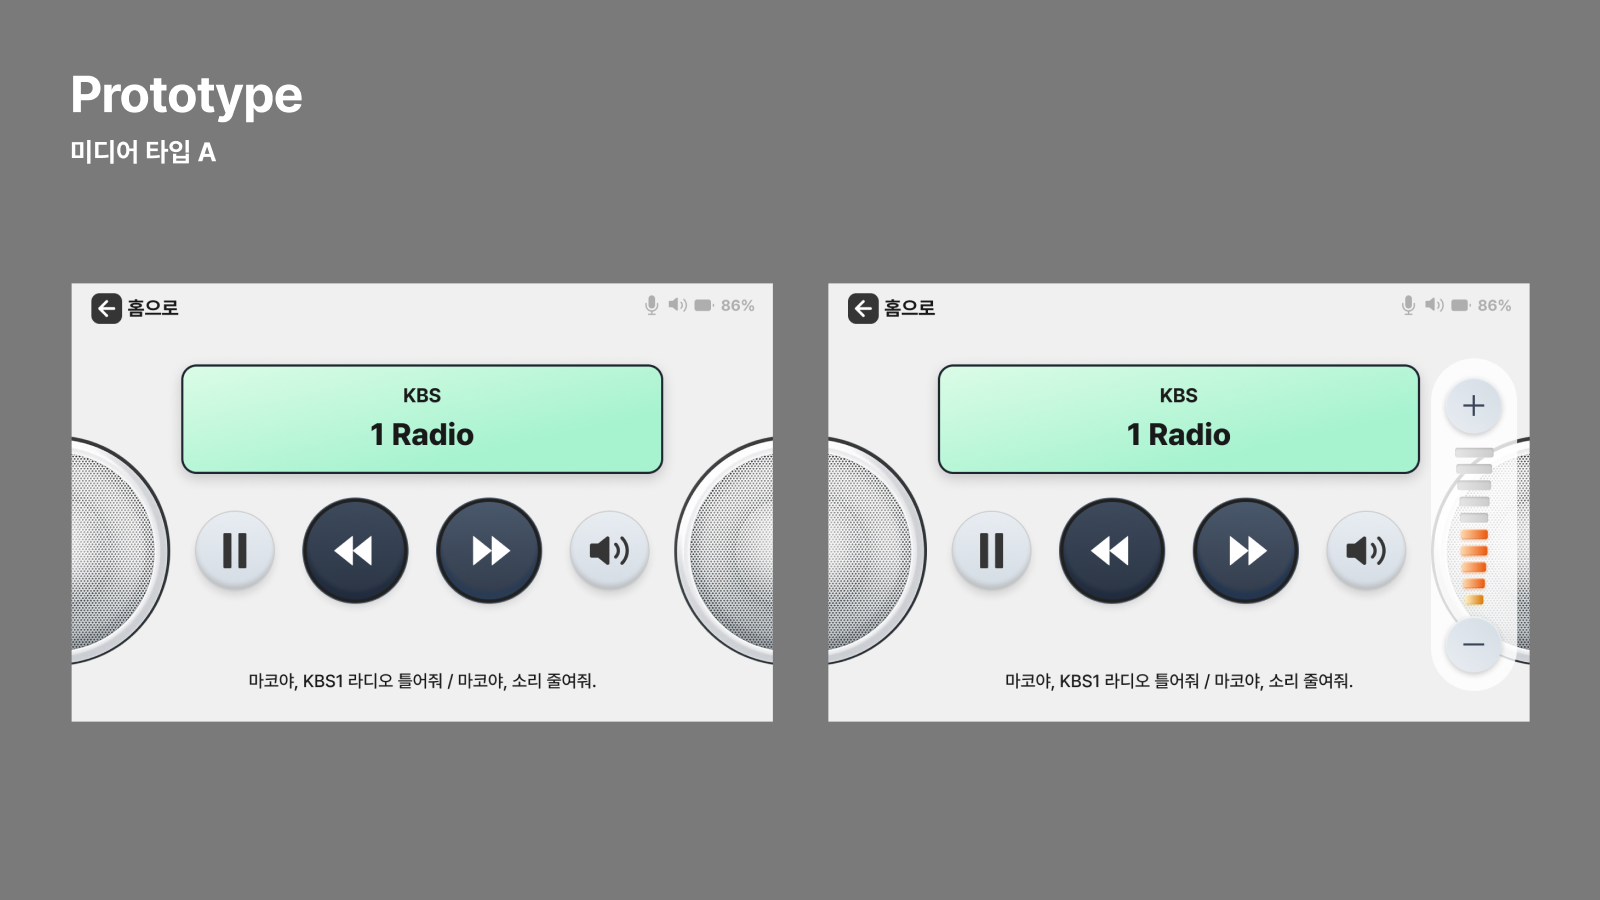 Prototype
미디어 타입 A
홈으로
86%
KBS
1 Radio
마코야, KBS1 라디오 틀어줘 / 마코야, 소리 줄여줘.
홈으로
86%
KBS
1 Radio
마코야, KBS1 라디오 틀어줘 / 마코야, 소리 줄여줘.